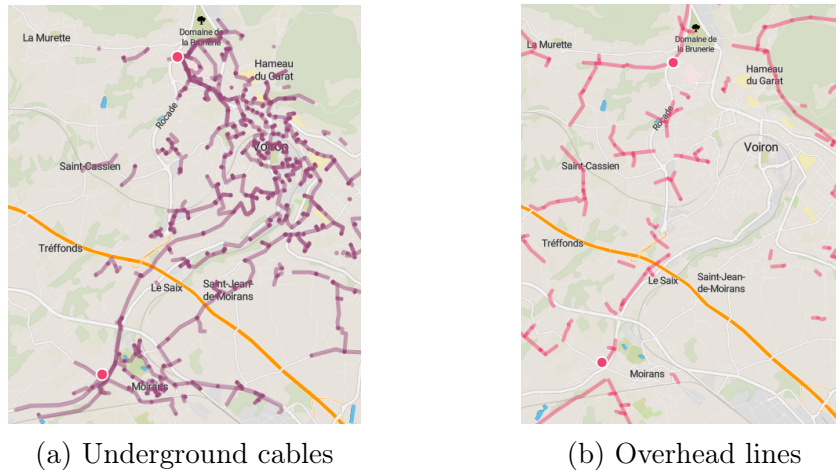 Domaine de
la Brunerie
La Murette
Hameau
du Garat
Rocade
Voiron
Saint-Cassien
Tréffonds
Le Saix
Saint-Jean-
de-Moirans
Moirans
(a) Underground cables
Domaine de
la Brunerie
La Murette
Hameau
du Garat
Rocade
Voiron
Saint-Cassien
Tréffonds
Le Saix
Saint-Jean-
de-Moirans
Moirans
(b) Overhead lines